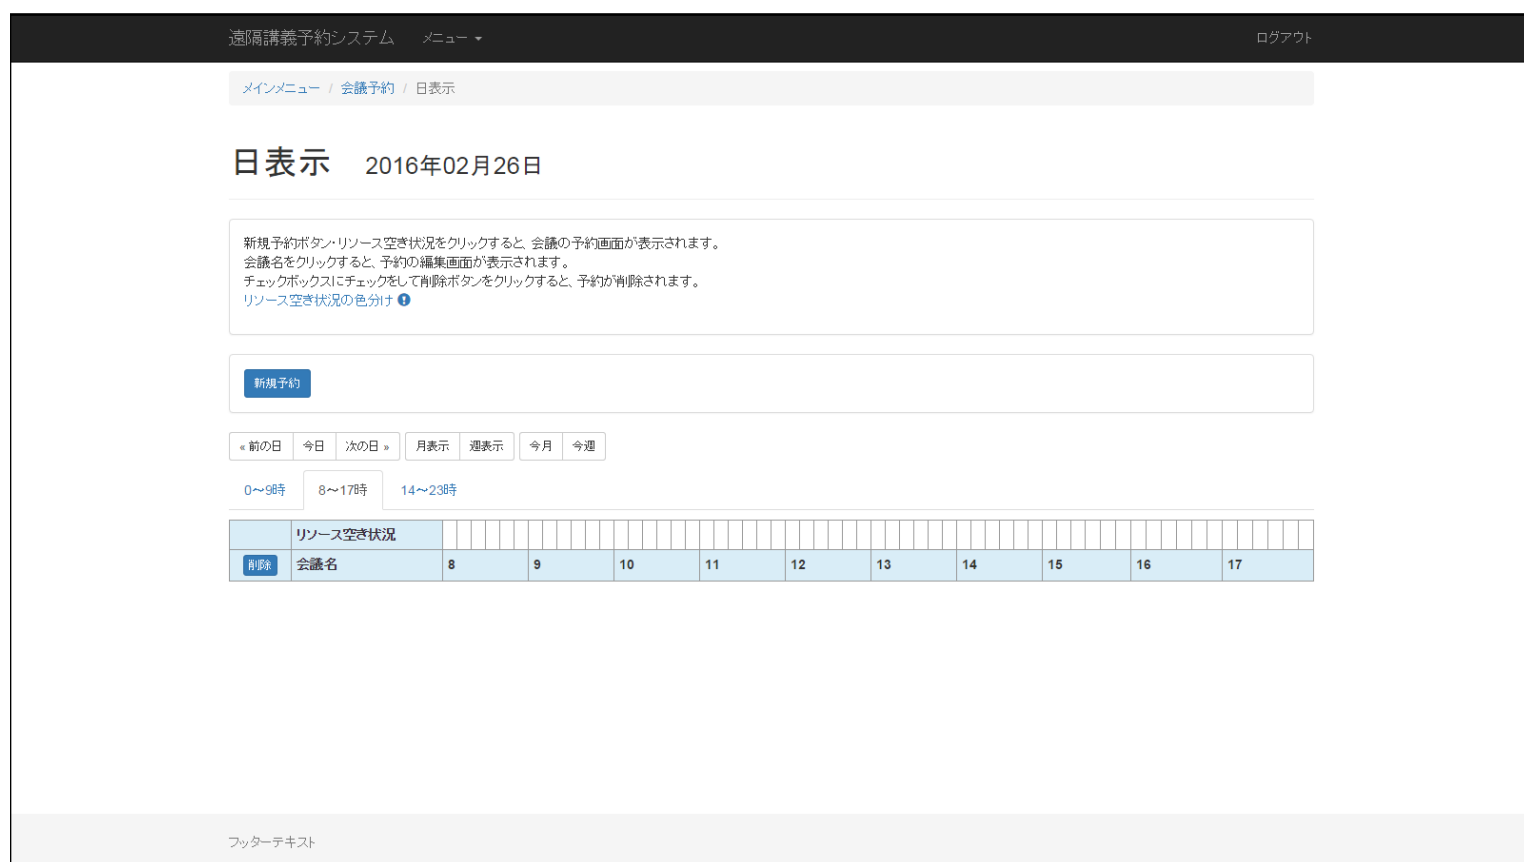 遠隔講義予約システム メニュー ログアウト
メインメニュー / 会議予約 / 日表示
日表示 2016年02月26日
新規予約ボタン・リソース空き状況をクリックすると、会議の予約画面が表示されます。
会議名をクリックすると、予約の編集画面が表示されます。
チェックボックスにチェックをして削除ボタンをクリックすると、予約が削除されます。
リソース空き状況の色分け
新規予約
« 前の日 今日 次の日 » 月表示 週表示 今月 今週
0～9時 8～17時 14～23時
リソース空き状況
削除 会議名 8 9 10 11 12 13 14 15 16 17
フッターテキスト